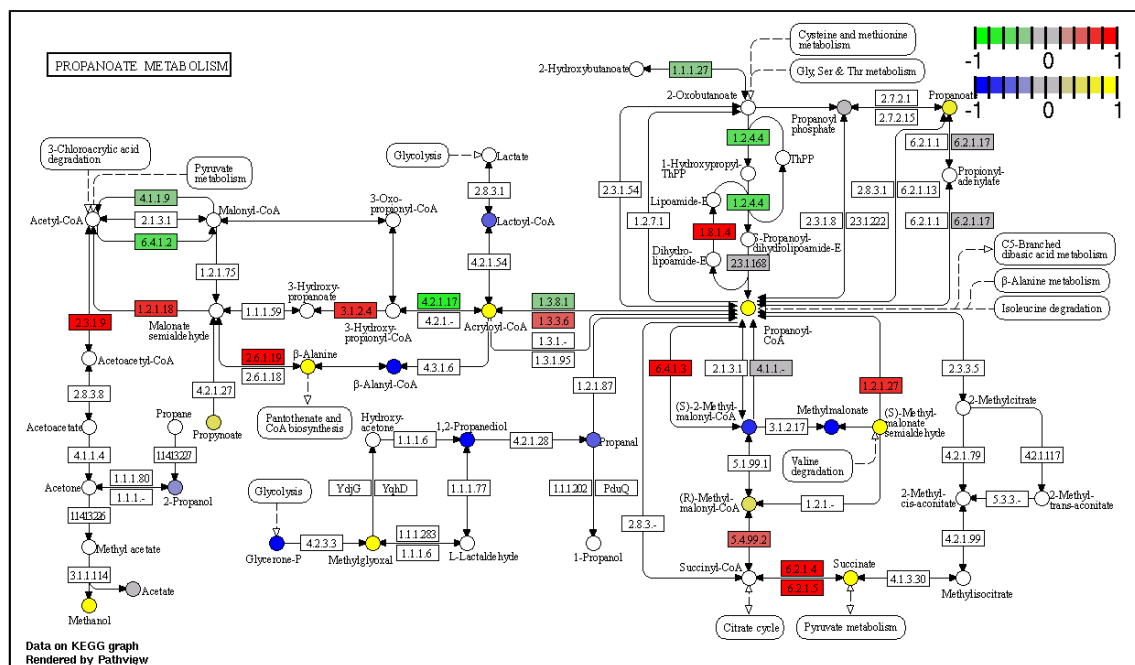 PROPANOATE METABOLISM
Cysteine and methionine
metabolism
Gly, Ser & Thr metabolism
-1
0
1
-1
0
1
2-Hydroxybutanoate
1.1.1.27
2-Oxobutanoate
Propanoyl
phosphate
2.7.2.1
2.7.2.15
Propanoate
3-Chloroacrylic acid
degradation
Pyruvate
metabolism
Glycolysis
Lactate
2.8.3.1
Lactoyl-CoA
4.2.1.54
1.2.4.4
ThPP
1-Hydroxypropyl-
ThPP
Lipoamide-E
1.2.4.4
1.8.1.4
S-Propanoyl-
dihydrolipoamide-E
Dihydro-
lipoamide-E
2.3.1.168
2.3.1.54
1.2.7.1
2.3.1.8
2.8.3.1
2.3.1.222
6.2.1.13
6.2.1.1
6.2.1.17
Propionyl-
adenylate
6.2.1.1
6.2.1.17
C5-Branched
dibasic acid metabolism
β-Alanine metabolism
Isoleucine degradation
Acetyl-CoA
4.1.1.9
2.1.3.1
6.4.1.2
Malonyl-CoA
3-Oxo-
propionyl-CoA
1.2.1.75
2.3.1.9
1.2.1.18
Malonate
semialdehyde
1.1.1.59
3-Hydroxy-
propanoate
3.1.2.4
3-Hydroxy-
propionyl-CoA
4.2.1.17
4.2.1.-
Acryloyl-CoA
1.3.8.1
1.3.3.6
1.3.1.-
1.3.1.95
Propanoyl-
CoA
Acetoacetyl-CoA
2.6.1.19
2.6.1.18
β-Alanine
β-Alanyl-CoA
4.3.1.6
4.2.1.27
Propynoate
Pantothenate and
CoA biosynthesis
1.2.1.87
6.4.1.3
2.1.3.1
4.1.1.-
1.2.1.27
2.3.3.5
2.8.3.8
Acetoacetate
4.1.1.4
Acetone
Propane
1.14.13.227
1.1.1.80
1.1.1.-
2-Propanol
1.14.13.226
Methyl acetate
3.1.1.114
Acetate
Methanol
Hydroxy-
acetone
1.1.1.6
1,2-Propanediol
4.2.1.28
Propanal
YdjG
YqhD
1.1.1.77
1.1.1.202
PduQ
Glycolysis
Glycerone-P
4.2.3.3
Methylglyoxal
1.1.1.283
1.1.1.6
L-Lactaldehyde
1-Propanol
(S)-2-Methyl-
malonyl-CoA
3.1.2.17
Methylmalonate
(S)-Methyl-
malonate
semialdehyde
5.1.99.1
Valine
degradation
(R)-Methyl-
malonyl-CoA
1.2.1.-
2.8.3.-
5.4.99.2
Succinyl-CoA
6.2.1.4
6.2.1.5
Succinate
4.1.3.30
Methylisocitrate
2-Methylcitrate
4.2.1.79
4.2.1.117
2-Methyl-
cis-aconitate
5.3.3.-
2-Methyl-
trans-aconitate
4.2.1.99
Citrate cycle
Pyruvate metabolism
Data on KEGG graph
Rendered by Pathview